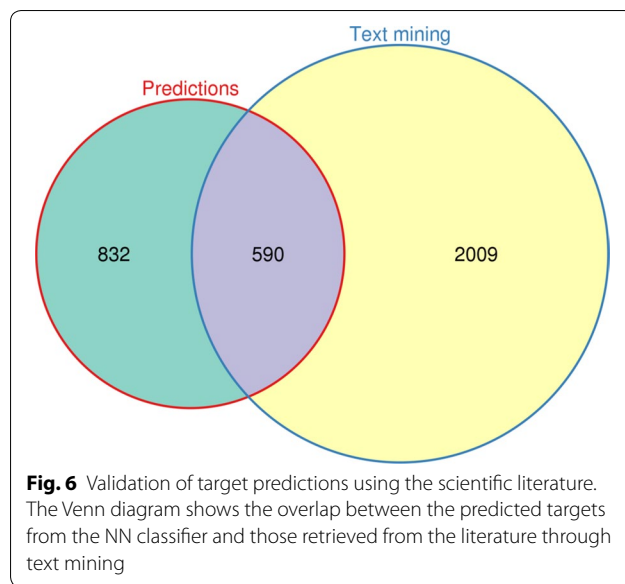 Text mining
Predictions
832
590
2009
Fig. 6 Validation of target predictions using the scientific literature.
The Venn diagram shows the overlap between the predicted targets
from the NN classifier and those retrieved from the literature through
text mining